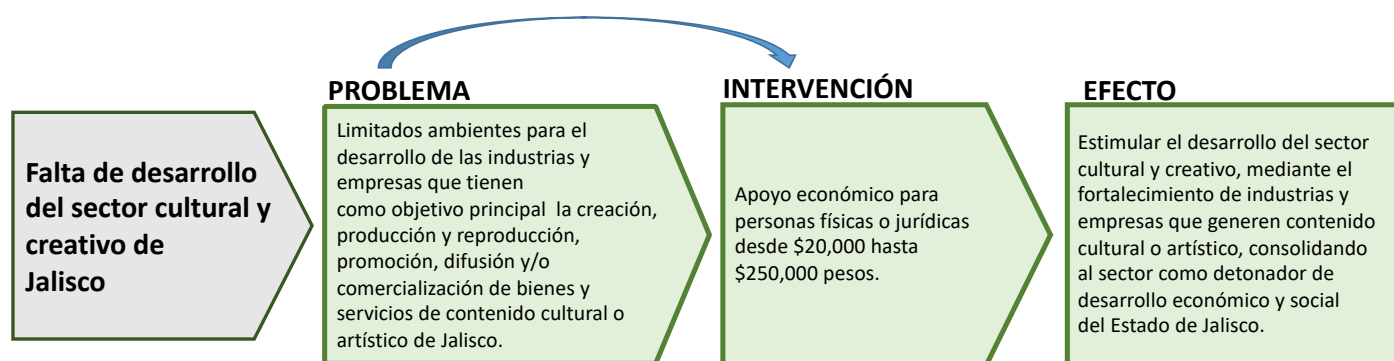 Falta de desarrollo
del sector cultural y
creativo de
Jalisco
PROBLEMA
Limitados ambientes para el
desarrollo de las industrias y
empresas que tienen
como objetivo principal la creación,
producción y reproducción,
promoción, difusión y/o
comercialización de bienes y
servicios de contenido cultural o
artístico de Jalisco.
INTERVENCIÓN
Apoyo económico para
personas físicas o jurídicas
desde $20,000 hasta
$250,000 pesos.
EFECTO
Estimular el desarrollo del sector
cultural y creativo, mediante el
fortalecimiento de industrias y
empresas que generen contenido
cultural o artístico, consolidando
al sector como detonador de
desarrollo económico y social
del Estado de Jalisco.